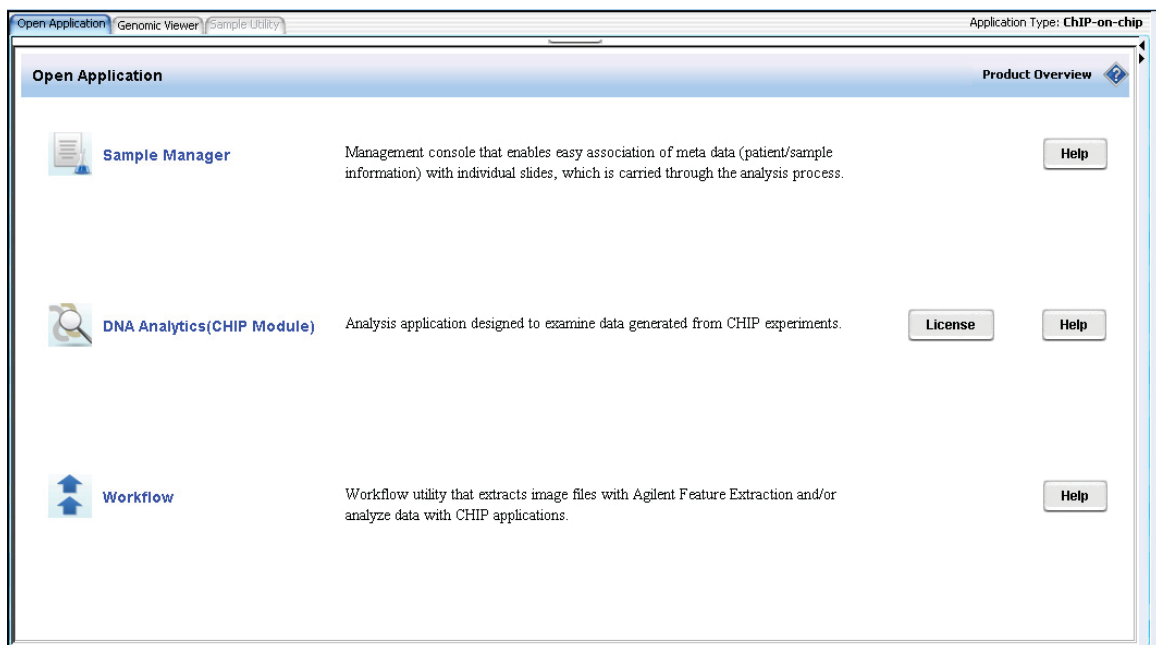 Open Application Genomic Viewer Sample Utility Application Type: ChIP-on-chip
Open Application Product Overview ?
Sample Manager
Management console that enables easy association of meta data (patient/sample
information) with individual slides, which is carried through the analysis process.
Help
DNA Analytics(CHIP Module)
Analysis application designed to examine data generated from CHIP experiments.
License
Help
Workflow
Workflow utility that extracts image files with Agilent Feature Extraction and/or
analyze data with CHIP applications.
Help